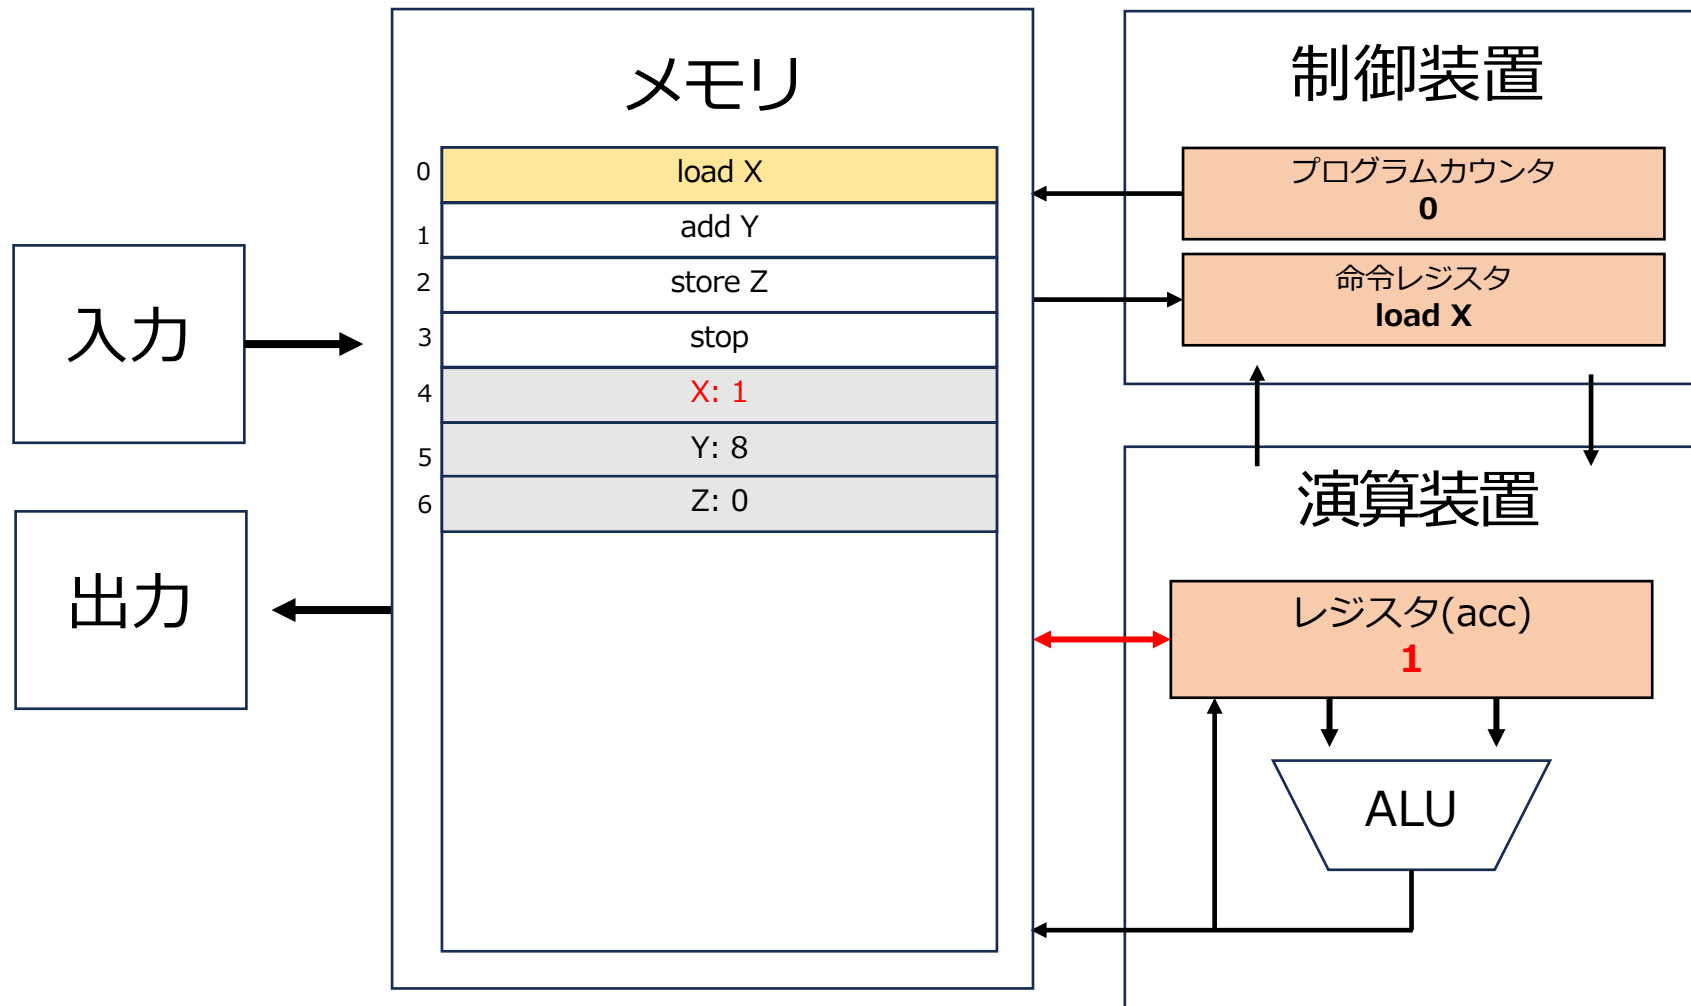 入力
出力
メモリ
0
load X
1
add Y
2
store Z
3
stop
4
X: 1
5
Y: 8
6
Z: 0
制御装置
プログラムカウンタ
0
命令レジスタ
load X
演算装置
レジスタ(acc)
1
ALU